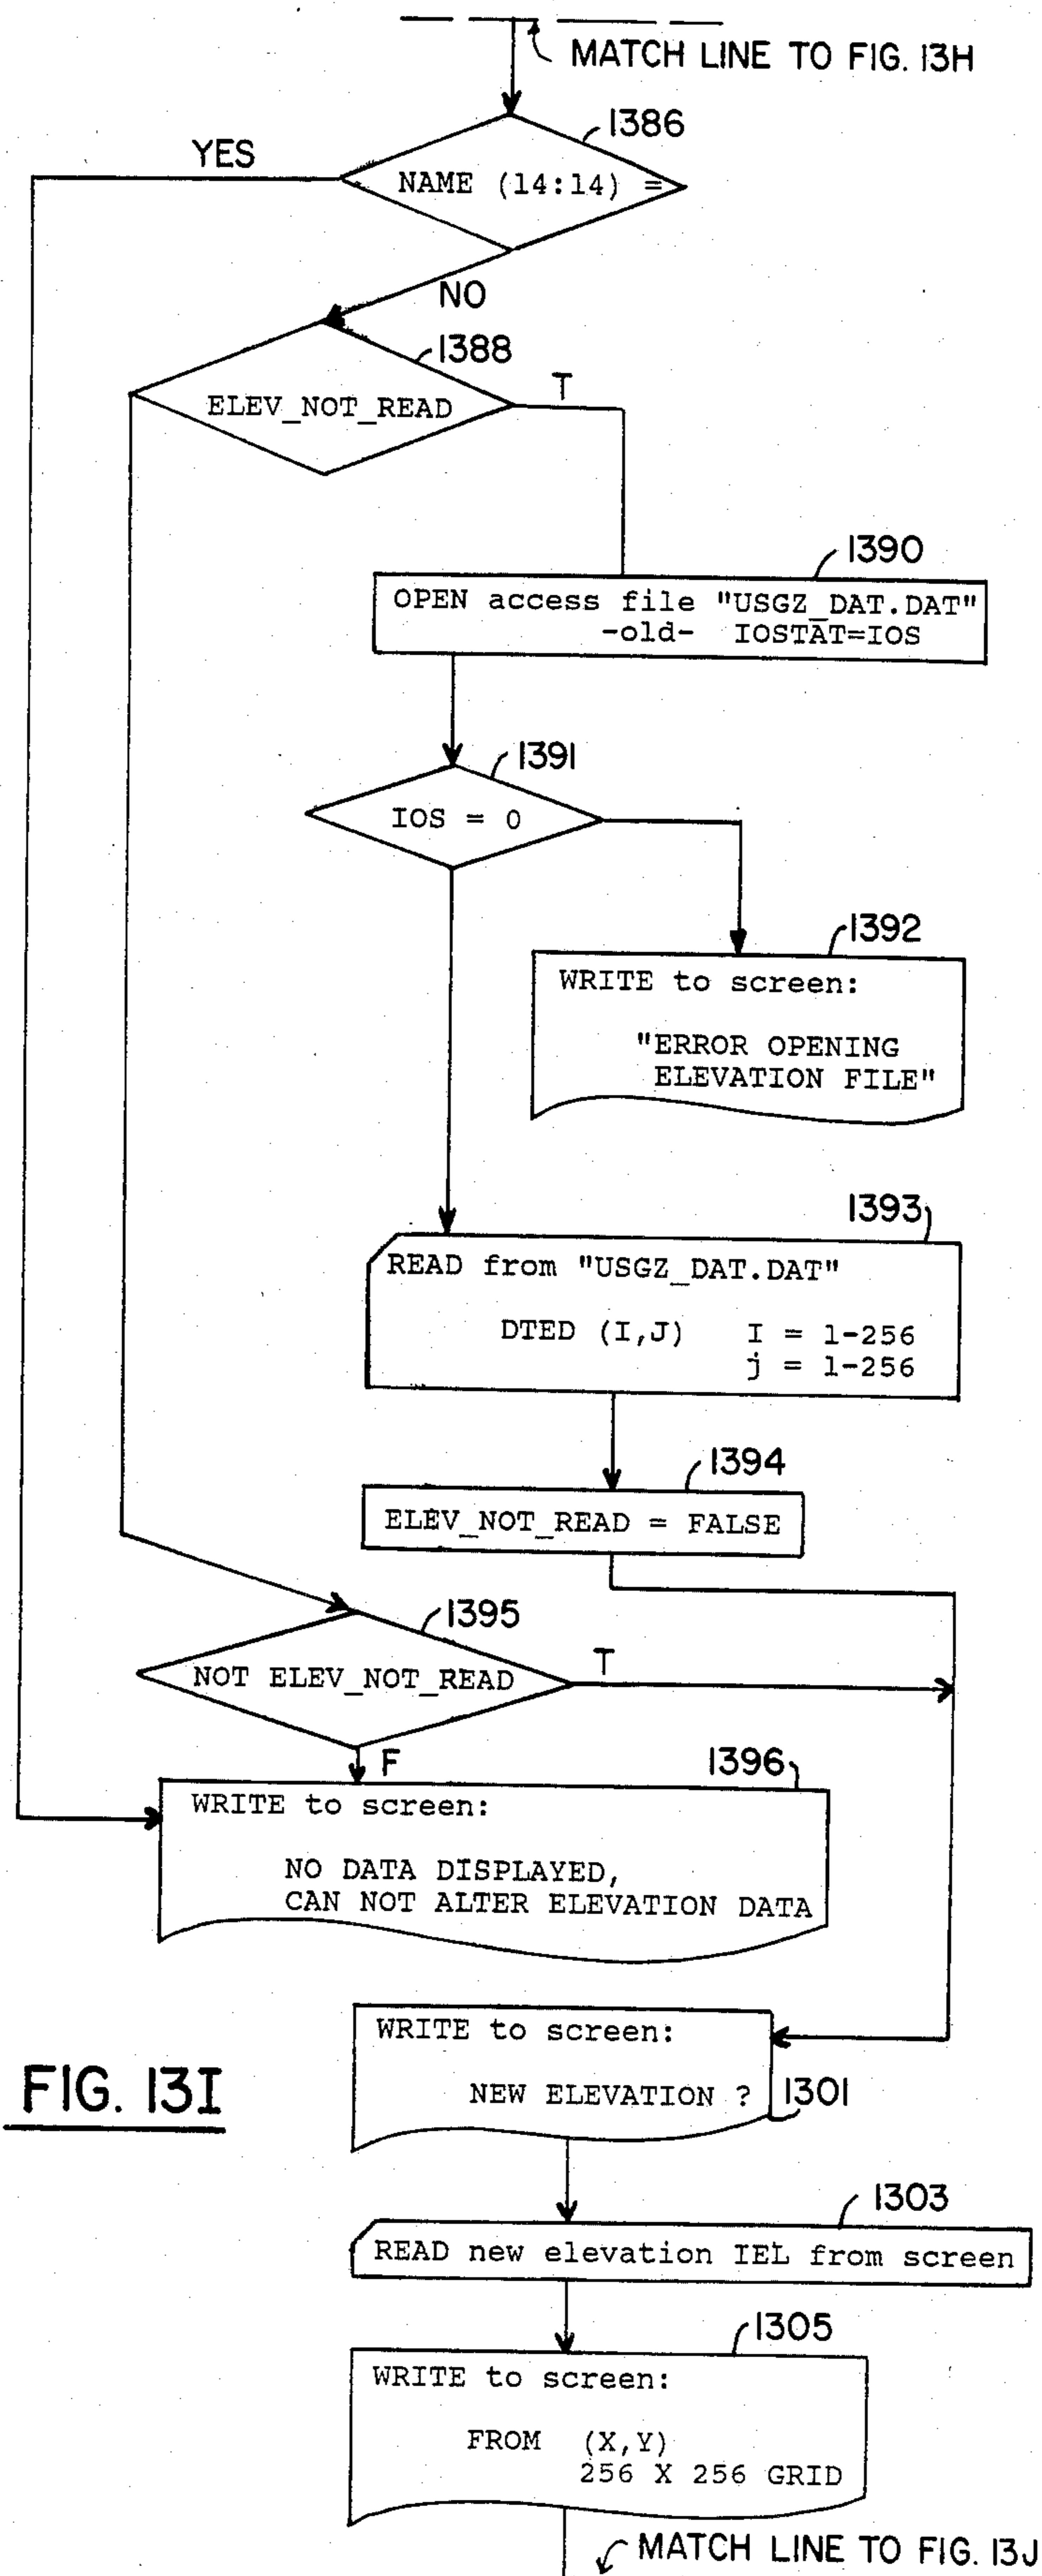 MATCH LINE TO FIG. 13H
1386
YES
NAME (14:14) =
NO
1388
T
ELEV_NOT_READ
1390
OPEN access file "USGZ_DAT.DAT"
-old- IOSTAT=IOS
1391
IOS = 0
1392
WRITE to screen:
"ERROR OPENING
ELEVATION FILE"
1393
READ from "USGZ_DAT.DAT"
DTED (I,J) I = 1-256
j = 1-256
1394
ELEV_NOT_READ = FALSE
1395
T
NOT ELEV_NOT_READ
F
1396
WRITE to screen:
NO DATA DISPLAYED,
CAN NOT ALTER ELEVATION DATA
WRITE to screen:
NEW ELEVATION ?
1301
FIG. 13I
1303
READ new elevation IEL from screen
1305
WRITE to screen:
FROM (X,Y)
256 X 256 GRID
MATCH LINE TO FIG. 13J